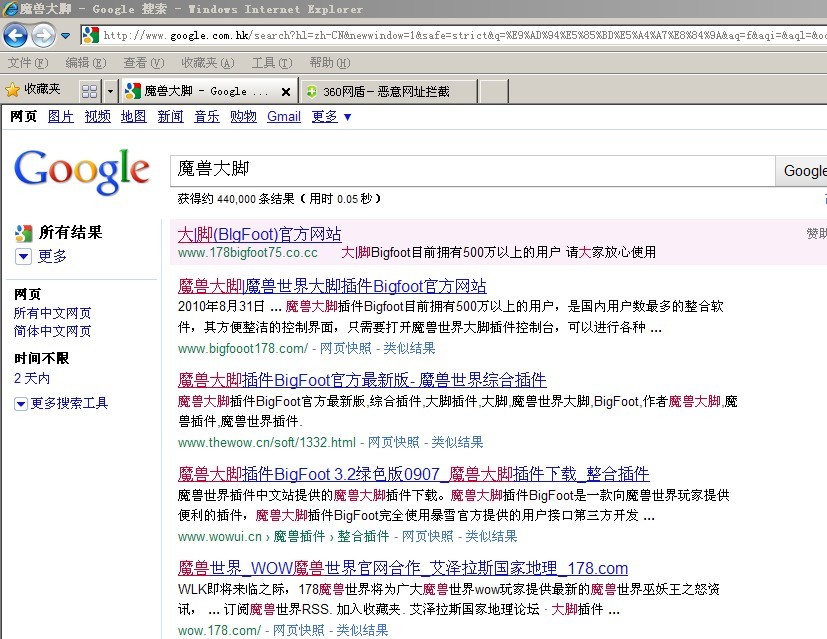 魔兽大脚 - Google 搜索 - Windows Internet Explorer
http://www.google.com.hk/search?hl=zh-CN&newwindow=1&safe=strict&q=%E9%AD%94%E5%85%BD%E5%A4%A7%E8%84%9A&aq=f&aqi=&aql=&oq
文件(F) 编辑(E) 查看(V) 收藏夹(A) 工具(T) 帮助(H)
收藏夹 魔兽大脚 - Google ... 360网盾－恶意网址拦截
网页 图片 视频 地图 新闻 音乐 购物 Gmail 更多 ▼
Google 魔兽大脚 Google
获得约 440,000 条结果（用时 0.05 秒）
所有结果
更多
网页
所有中文网页
简体中文网页
时间不限
2 天内
更多搜索工具
大|脚(BIgFoot)官方网站 赞助
www.178bigfoot75.co.cc 大|脚Bigfoot目前拥有500万以上的用户 请大家放心使用
魔兽大脚|魔兽世界大脚插件Bigfoot官方网站
2010年8月31日 ... 魔兽大脚插件Bigfoot目前拥有500万以上的用户，是国内用户数最多的整合软
件，其方便整洁的控制界面，只需要打开魔兽世界大脚插件控制台，可以进行各种 ...
www.bigfooot178.com/ - 网页快照 - 类似结果
魔兽大脚插件BigFoot官方最新版- 魔兽世界综合插件
魔兽大脚插件BigFoot官方最新版,综合插件,大脚插件,大脚,魔兽世界大脚,BigFoot,作者魔兽大脚,魔
兽插件,魔兽世界插件.
www.thewow.cn/soft/1332.html - 网页快照 - 类似结果
魔兽大脚插件BigFoot 3.2绿色版0907_魔兽大脚插件下载_整合插件
魔兽世界插件中文站提供的魔兽大脚插件下载。魔兽大脚插件BigFoot是一款向魔兽世界玩家提供
便利的插件，魔兽大脚插件BigFoot完全使用暴雪官方提供的用户接口第三方开发 ...
www.wowui.cn › 魔兽插件 › 整合插件 - 网页快照 - 类似结果
魔兽世界_WOW魔兽世界官网合作_艾泽拉斯国家地理_178.com
WLK即将来临之际，178魔兽世界将为广大魔兽世界wow玩家提供最新的魔兽世界巫妖王之怒资
讯， ... 订阅魔兽世界RSS. 加入收藏夹. 艾泽拉斯国家地理论坛 · 大脚插件 ...
wow.178.com/ - 网页快照 - 类似结果